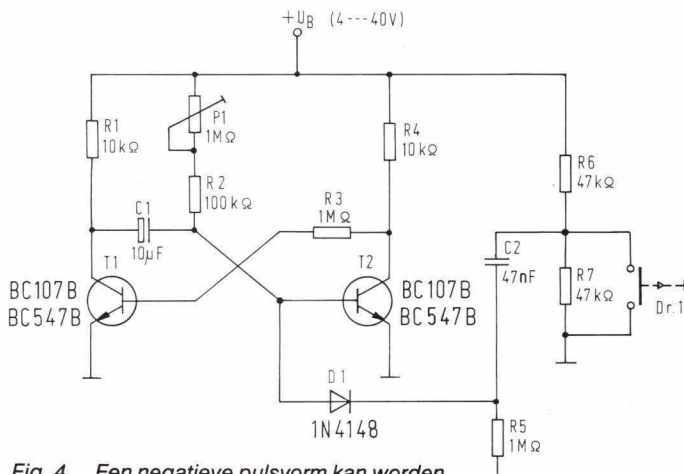 +UB (4---40V)
R1
10kΩ
P1
1MΩ
R4
10kΩ
R6
47kΩ
R2
100kΩ
R3
1MΩ
C1
10µF
C2
47nF
R7
47kΩ
Dr.1
T1
T2
BC107B
BC547B
BC107B
BC547B
D1
1N4148
R5
1MΩ
Fig. 4 Een negatieve pulsvorm kan worden